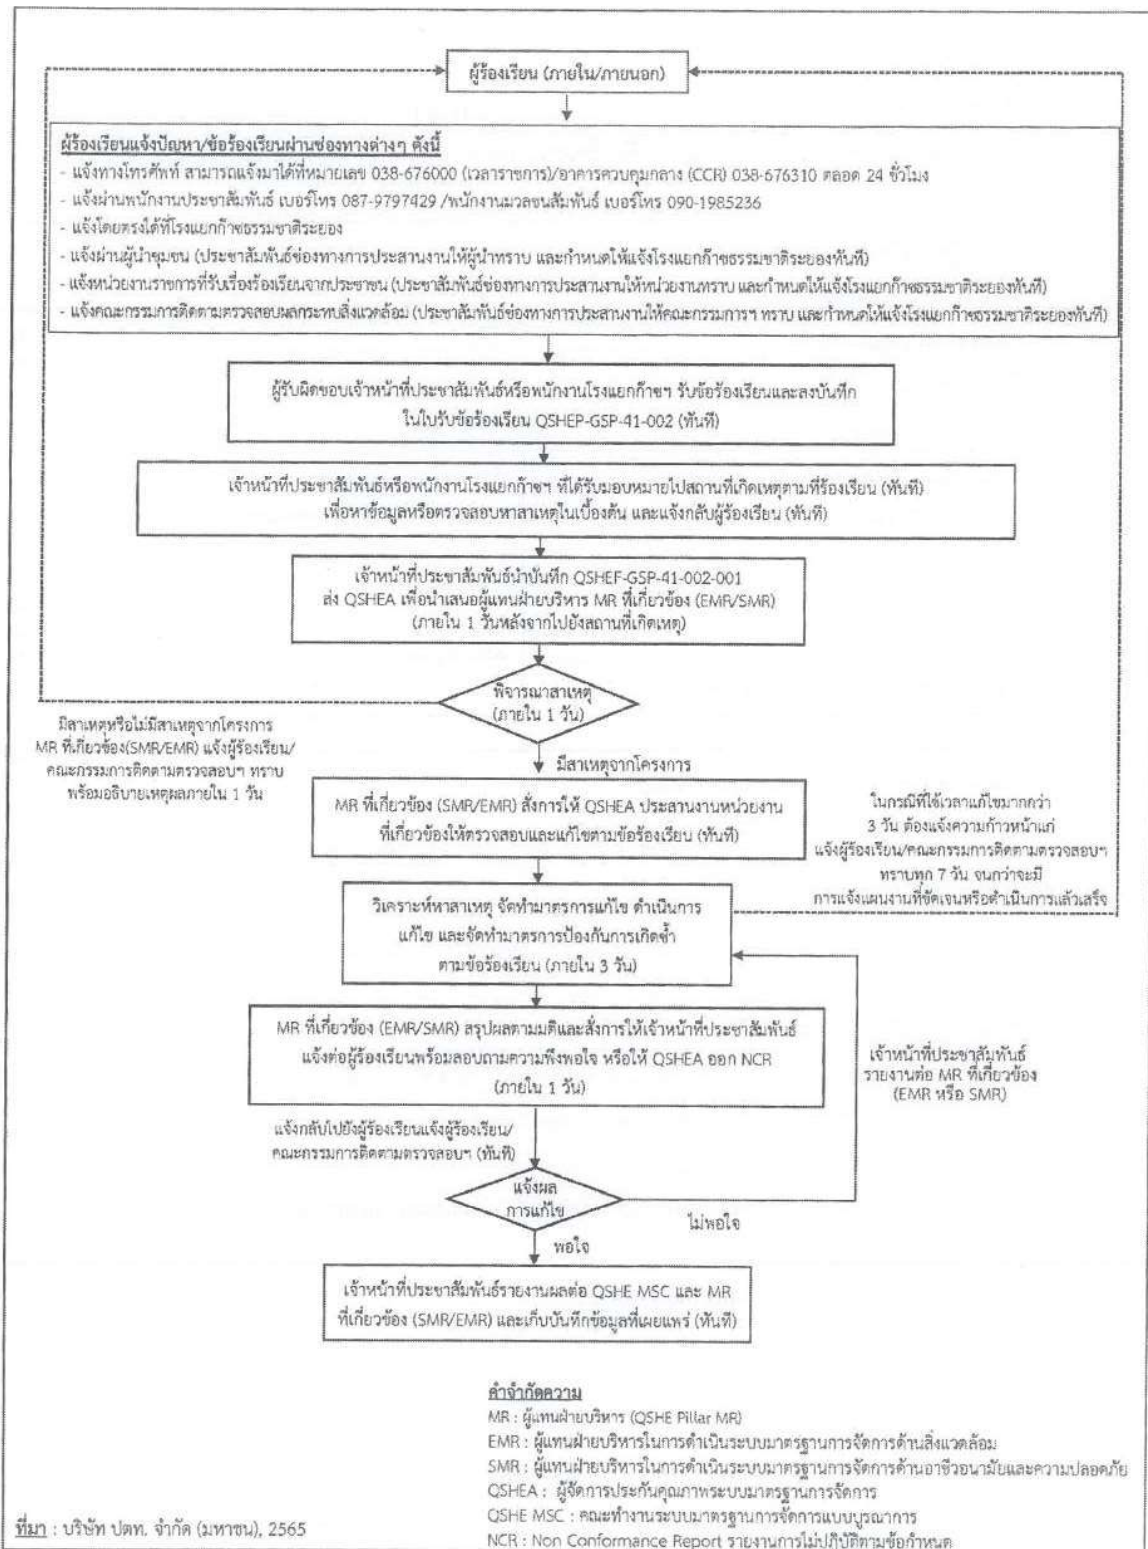 ผู้ร้องเรียน (ภายใน/ภายนอก)
ผู้ร้องเรียนแจ้งปัญหา/ข้อร้องเรียนผ่านช่องทางต่างๆ ดังนี้
- แจ้งทางโทรศัพท์ สามารถแจ้งมาได้ที่หมายเลข 038-676000 (เวลาราชการ)/อาคารควบคุมกลาง (CCR) 038-676310 ตลอด 24 ชั่วโมง
- แจ้งผ่านพนักงานประชาสัมพันธ์ เบอร์โทร 087-9797429 /พนักงานมวลชนสัมพันธ์ เบอร์โทร 090-1985236
- แจ้งโดยตรงได้ที่โรงแยกก๊าซธรรมชาติระยอง
- แจ้งผ่านผู้นำชุมชน (ประชาสัมพันธ์ช่องทางการประสานงานให้ผู้นำทราบ และกำหนดให้แจ้งโรงแยกก๊าซธรรมชาติระยองทันที)
- แจ้งหน่วยงานราชการที่รับเรื่องร้องเรียนจากประชาชน (ประชาสัมพันธ์ช่องทางการประสานงานให้หน่วยงานทราบ และกำหนดให้แจ้งโรงแยกก๊าซธรรมชาติระยองทันที)
- แจ้งคณะกรรมการติดตามตรวจสอบผลกระทบสิ่งแวดล้อม (ประชาสัมพันธ์ช่องทางการประสานงานให้คณะกรรมการฯ ทราบ และกำหนดให้แจ้งโรงแยกก๊าซธรรมชาติระยองทันที)
ผู้รับผิดชอบเจ้าหน้าที่ประชาสัมพันธ์หรือพนักงานโรงแยกก๊าซฯ รับข้อร้องเรียนและลงบันทึก
ในใบรับข้อร้องเรียน QSHEP-GSP-41-002 (ทันที)
เจ้าหน้าที่ประชาสัมพันธ์หรือพนักงานโรงแยกก๊าซฯ ที่ได้รับมอบหมายไปสถานที่เกิดเหตุตามที่ร้องเรียน (ทันที)
เพื่อหาข้อมูลหรือตรวจสอบหาสาเหตุในเบื้องต้น และแจ้งกลับผู้ร้องเรียน (ทันที)
เจ้าหน้าที่ประชาสัมพันธ์นำบันทึก QSHEF-GSP-41-002-001
ส่ง QSHEA เพื่อนำเสนอผู้แทนฝ่ายบริหาร MR ที่เกี่ยวข้อง (EMR/SMR)
(ภายใน 1 วันหลังจากไปยังสถานที่เกิดเหตุ)
พิจารณาสาเหตุ
(ภายใน 1 วัน)
มีสาเหตุหรือไม่มีสาเหตุจากโครงการ
MR ที่เกี่ยวข้อง(SMR/EMR) แจ้งผู้ร้องเรียน/
คณะกรรมการติดตามตรวจสอบฯ ทราบ
พร้อมอธิบายเหตุผลภายใน 1 วัน
มีสาเหตุจากโครงการ
MR ที่เกี่ยวข้อง (SMR/EMR) สั่งการให้ QSHEA ประสานงานหน่วยงาน
ที่เกี่ยวข้องให้ตรวจสอบและแก้ไขตามข้อร้องเรียน (ทันที)
ในกรณีที่ใช้เวลาแก้ไขมากกว่า
3 วัน ต้องแจ้งความก้าวหน้าแก่
แจ้งผู้ร้องเรียน/คณะกรรมการติดตามตรวจสอบฯ
ทราบทุก 7 วัน จนกว่าจะมี
การแจ้งแผนงานที่ชัดเจนหรือดำเนินการแล้วเสร็จ
วิเคราะห์หาสาเหตุ จัดทำมาตรการแก้ไข ดำเนินการ
แก้ไข และจัดทำมาตรการป้องกันการเกิดซ้ำ
ตามข้อร้องเรียน (ภายใน 3 วัน)
MR ที่เกี่ยวข้อง (EMR/SMR) สรุปผลตามมติและสั่งการให้เจ้าหน้าที่ประชาสัมพันธ์
แจ้งต่อผู้ร้องเรียนพร้อมสอบถามความพึงพอใจ หรือให้ QSHEA ออก NCR
(ภายใน 1 วัน)
เจ้าหน้าที่ประชาสัมพันธ์
รายงานต่อ MR ที่เกี่ยวข้อง
(EMR หรือ SMR)
แจ้งกลับไปยังผู้ร้องเรียนแจ้งผู้ร้องเรียน/
คณะกรรมการติดตามตรวจสอบฯ (ทันที)
แจ้งผล
การแก้ไข
ไม่พอใจ
พอใจ
เจ้าหน้าที่ประชาสัมพันธ์รายงานผลต่อ QSHE MSC และ MR
ที่เกี่ยวข้อง (SMR/EMR) และเก็บบันทึกข้อมูลที่เผยแพร่ (ทันที)
คำจำกัดความ
MR : ผู้แทนฝ่ายบริหาร (QSHE Pillar MR)
EMR : ผู้แทนฝ่ายบริหารในการดำเนินระบบมาตรฐานการจัดการด้านสิ่งแวดล้อม
SMR : ผู้แทนฝ่ายบริหารในการดำเนินระบบมาตรฐานการจัดการด้านอาชีวอนามัยและความปลอดภัย
QSHEA : ผู้จัดการประกันคุณภาพระบบมาตรฐานการจัดการ
QSHE MSC : คณะทำงานระบบมาตรฐานการจัดการแบบบูรณาการ
NCR : Non Conformance Report รายงานการไม่ปฏิบัติตามข้อกำหนด
ที่มา : บริษัท ปตท. จำกัด (มหาชน), 2565